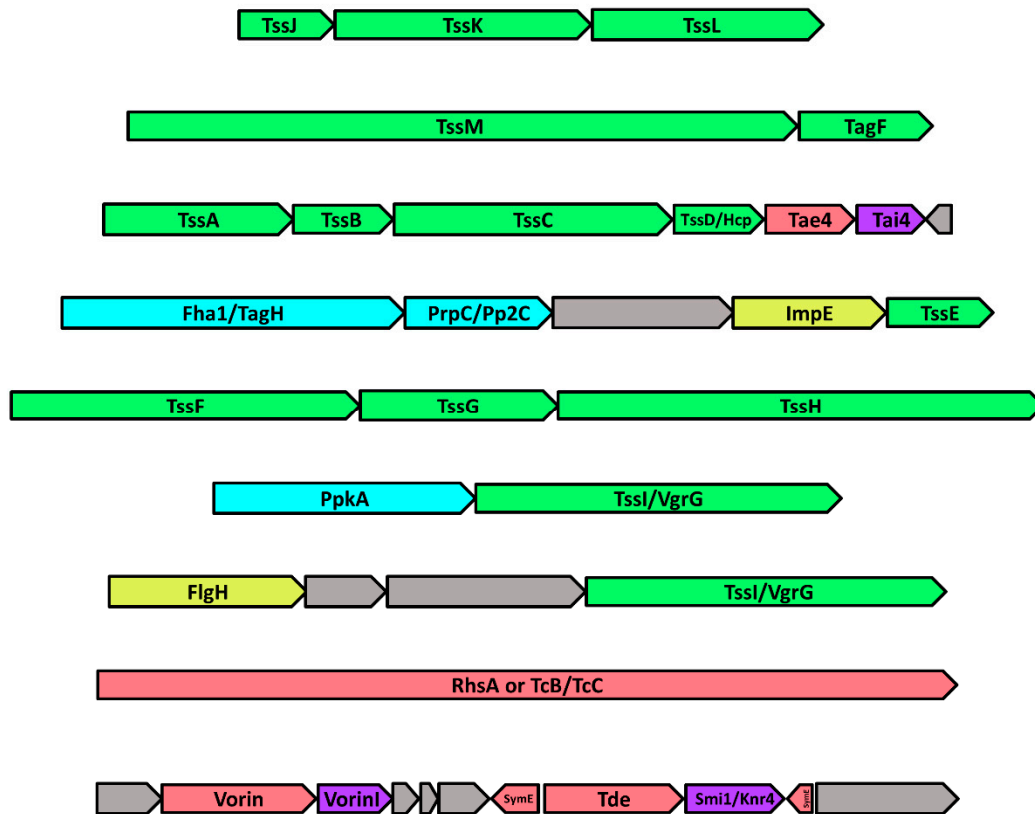 TssJ TssK TssL
TssM TagF
TssA TssB TssC TssD/Hcp Tae4 Tai4
Fha1/TagH PrpC/Pp2C ImpE TssE
TssF TssG TssH
PpkA TssI/VgrG
FlgH TssI/VgrG
RhsA or TcB/TcC
Vorin VorinI SymE Tde Smi1/Knr4 SymE